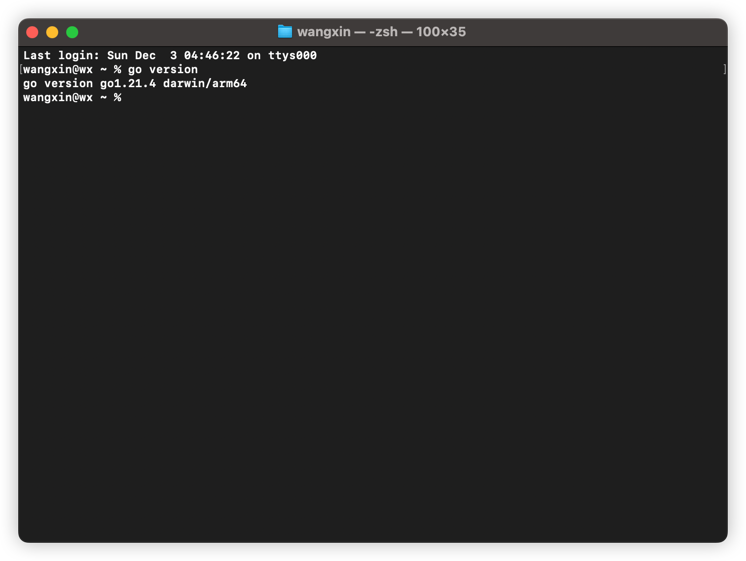 wangxin — -zsh — 100×35
Last login: Sun Dec  3 04:46:22 on ttys000
[wangxin@wx ~ % go version ]
go version go1.21.4 darwin/arm64
wangxin@wx ~ %